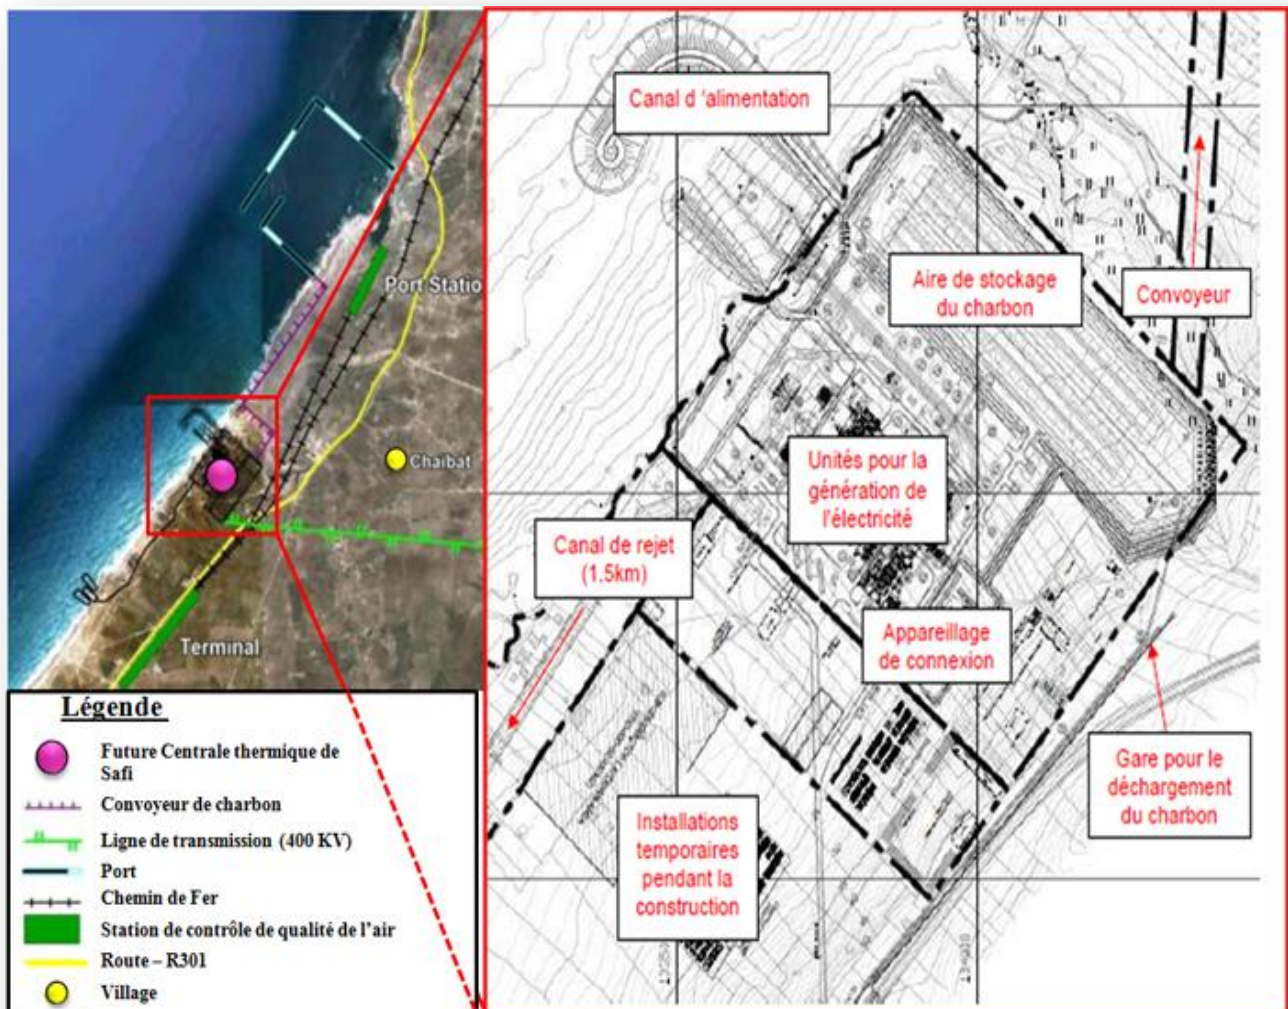 Port Statio
Chaibat
Terminal
Légende
Future Centrale thermique de
Safi
Convoyeur de charbon
Ligne de transmission (400 KV)
Port
Chemin de Fer
Station de contrôle de qualité de l'air
Route – R301
Village
Canal d 'alimentation
Aire de stockage
du charbon
Convoyeur
Unités pour la
génération de
l'électricité
Canal de rejet
(1.5km)
Appareillage
de connexion
Gare pour le
déchargement
du charbon
Installations
temporaires
pendant la
construction